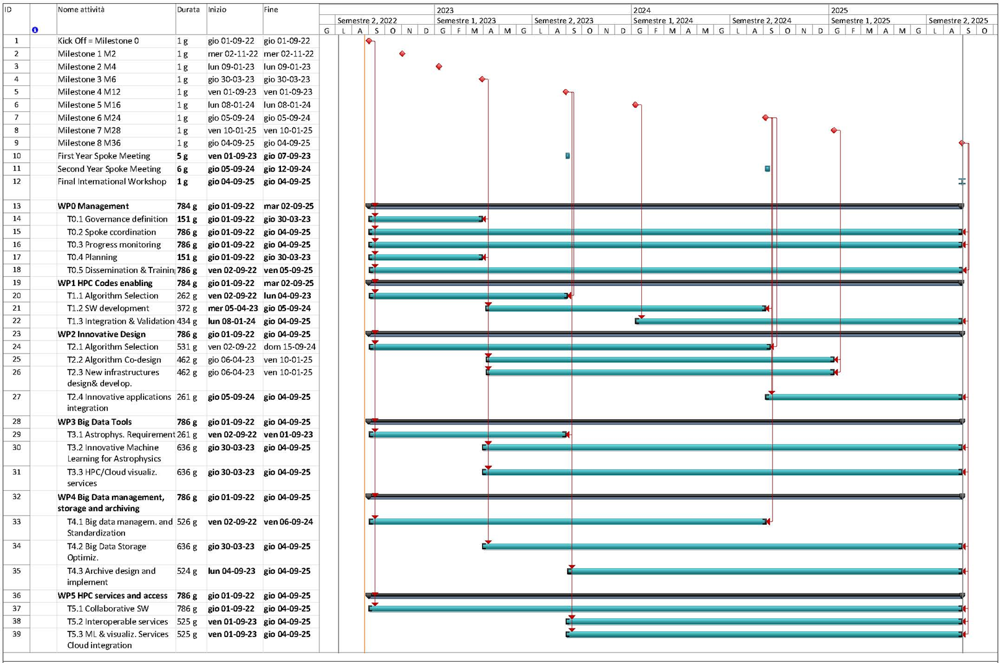 ID Nome attività Durata Inizio Fine
2023 2024 2025
Semestre 2, 2022 Semestre 1, 2023 Semestre 2, 2023 Semestre 1, 2024 Semestre 2, 2024 Semestre 1, 2025 Semestre 2, 2025
G L A S O N D G F M A M G L A S O N D G F M A M G L A S O N D G F M A M G L A S O
1 Kick Off = Milestone 0 1 g gio 01-09-22 gio 01-09-22
2 Milestone 1 M2 1 g mer 02-11-22 mer 02-11-22
3 Milestone 2 M4 1 g lun 09-01-23 lun 09-01-23
4 Milestone 3 M6 1 g gio 30-03-23 gio 30-03-23
5 Milestone 4 M12 1 g ven 01-09-23 ven 01-09-23
6 Milestone 5 M16 1 g lun 08-01-24 lun 08-01-24
7 Milestone 6 M24 1 g gio 05-09-24 gio 05-09-24
8 Milestone 7 M28 1 g ven 10-01-25 ven 10-01-25
9 Milestone 8 M36 1 g gio 04-09-25 gio 04-09-25
10 First Year Spoke Meeting 5 g ven 01-09-23 gio 07-09-23
11 Second Year Spoke Meeting 6 g gio 05-09-24 gio 12-09-24
12 Final International Workshop 1 g gio 04-09-25 gio 04-09-25
13 WP0 Management 784 g gio 01-09-22 mar 02-09-25
14 T0.1 Governance definition 151 g gio 01-09-22 gio 30-03-23
15 T0.2 Spoke ccordination 786 g gio 01-09-22 gio 04-09-25
16 T0.3 Progress monitoring 786 g gio 01-09-22 gio 04-09-25
17 T0.4 Planning 151 g gio 01-09-22 gio 30-03-23
18 T0.5 Dissemination & Training 786 g ven 02-09-22 ven 05-09-25
19 WP1 HPC Codes enabling 784 g gio 01-09-22 mar 02-09-25
20 T1.1 Algorithm Selection 262 g ven 02-09-22 lun 04-09-23
21 T1.2 SW development 372 g mer 05-04-23 gio 05-09-24
22 T1.3 Integration & Validation 434 g lun 08-01-24 gio 04-09-25
23 WP2 Innovative Design 786 g gio 01-09-22 gio 04-09-25
24 T2.1 Algorithm Selection 531 g ven 02-09-22 dom 15-09-24
25 T2.2 Algorithm Co-design 462 g gio 06-04-23 ven 10-01-25
26 T2.3 New infrastructures 462 g gio 06-04-23 ven 10-01-25
design& develop.
27 T2.4 Innovative applications 261 g gio 05-09-24 gio 04-09-25
integration
28 WP3 Big Data Tools 786 g gio 01-09-22 gio 04-09-25
29 T3.1 Astrophys. Requirement 261 g ven 02-09-22 ven 01-09-23
30 T3.2 Innovative Machine 636 g gio 30-03-23 gio 04-09-25
Learning for Astrophysics
31 T3.3 HPC/Cloud visualiz. 636 g gio 30-03-23 gio 04-09-25
services
32 WP4 Big Data management, 786 g gio 01-09-22 gio 04-09-25
storage and archiving
33 T4.1 Big data managem. and 526 g ven 02-09-22 ven 06-09-24
Standardization
34 T4.2 Big Data Storage 636 g gio 30-03-23 gio 04-09-25
Optimiz.
35 T4.3 Archive design and 524 g lun 04-09-23 gio 04-09-25
implement
36 WP5 HPC services and access 786 g gio 01-09-22 gio 04-09-25
37 T5.1 Collaborative SW 786 g gio 01-09-22 gio 04-09-25
38 T5.2 Interoperable services 525 g ven 01-09-23 gio 04-09-25
39 T5.3 ML & visualiz. Services 525 g ven 01-09-23 gio 04-09-25
Cloud integration